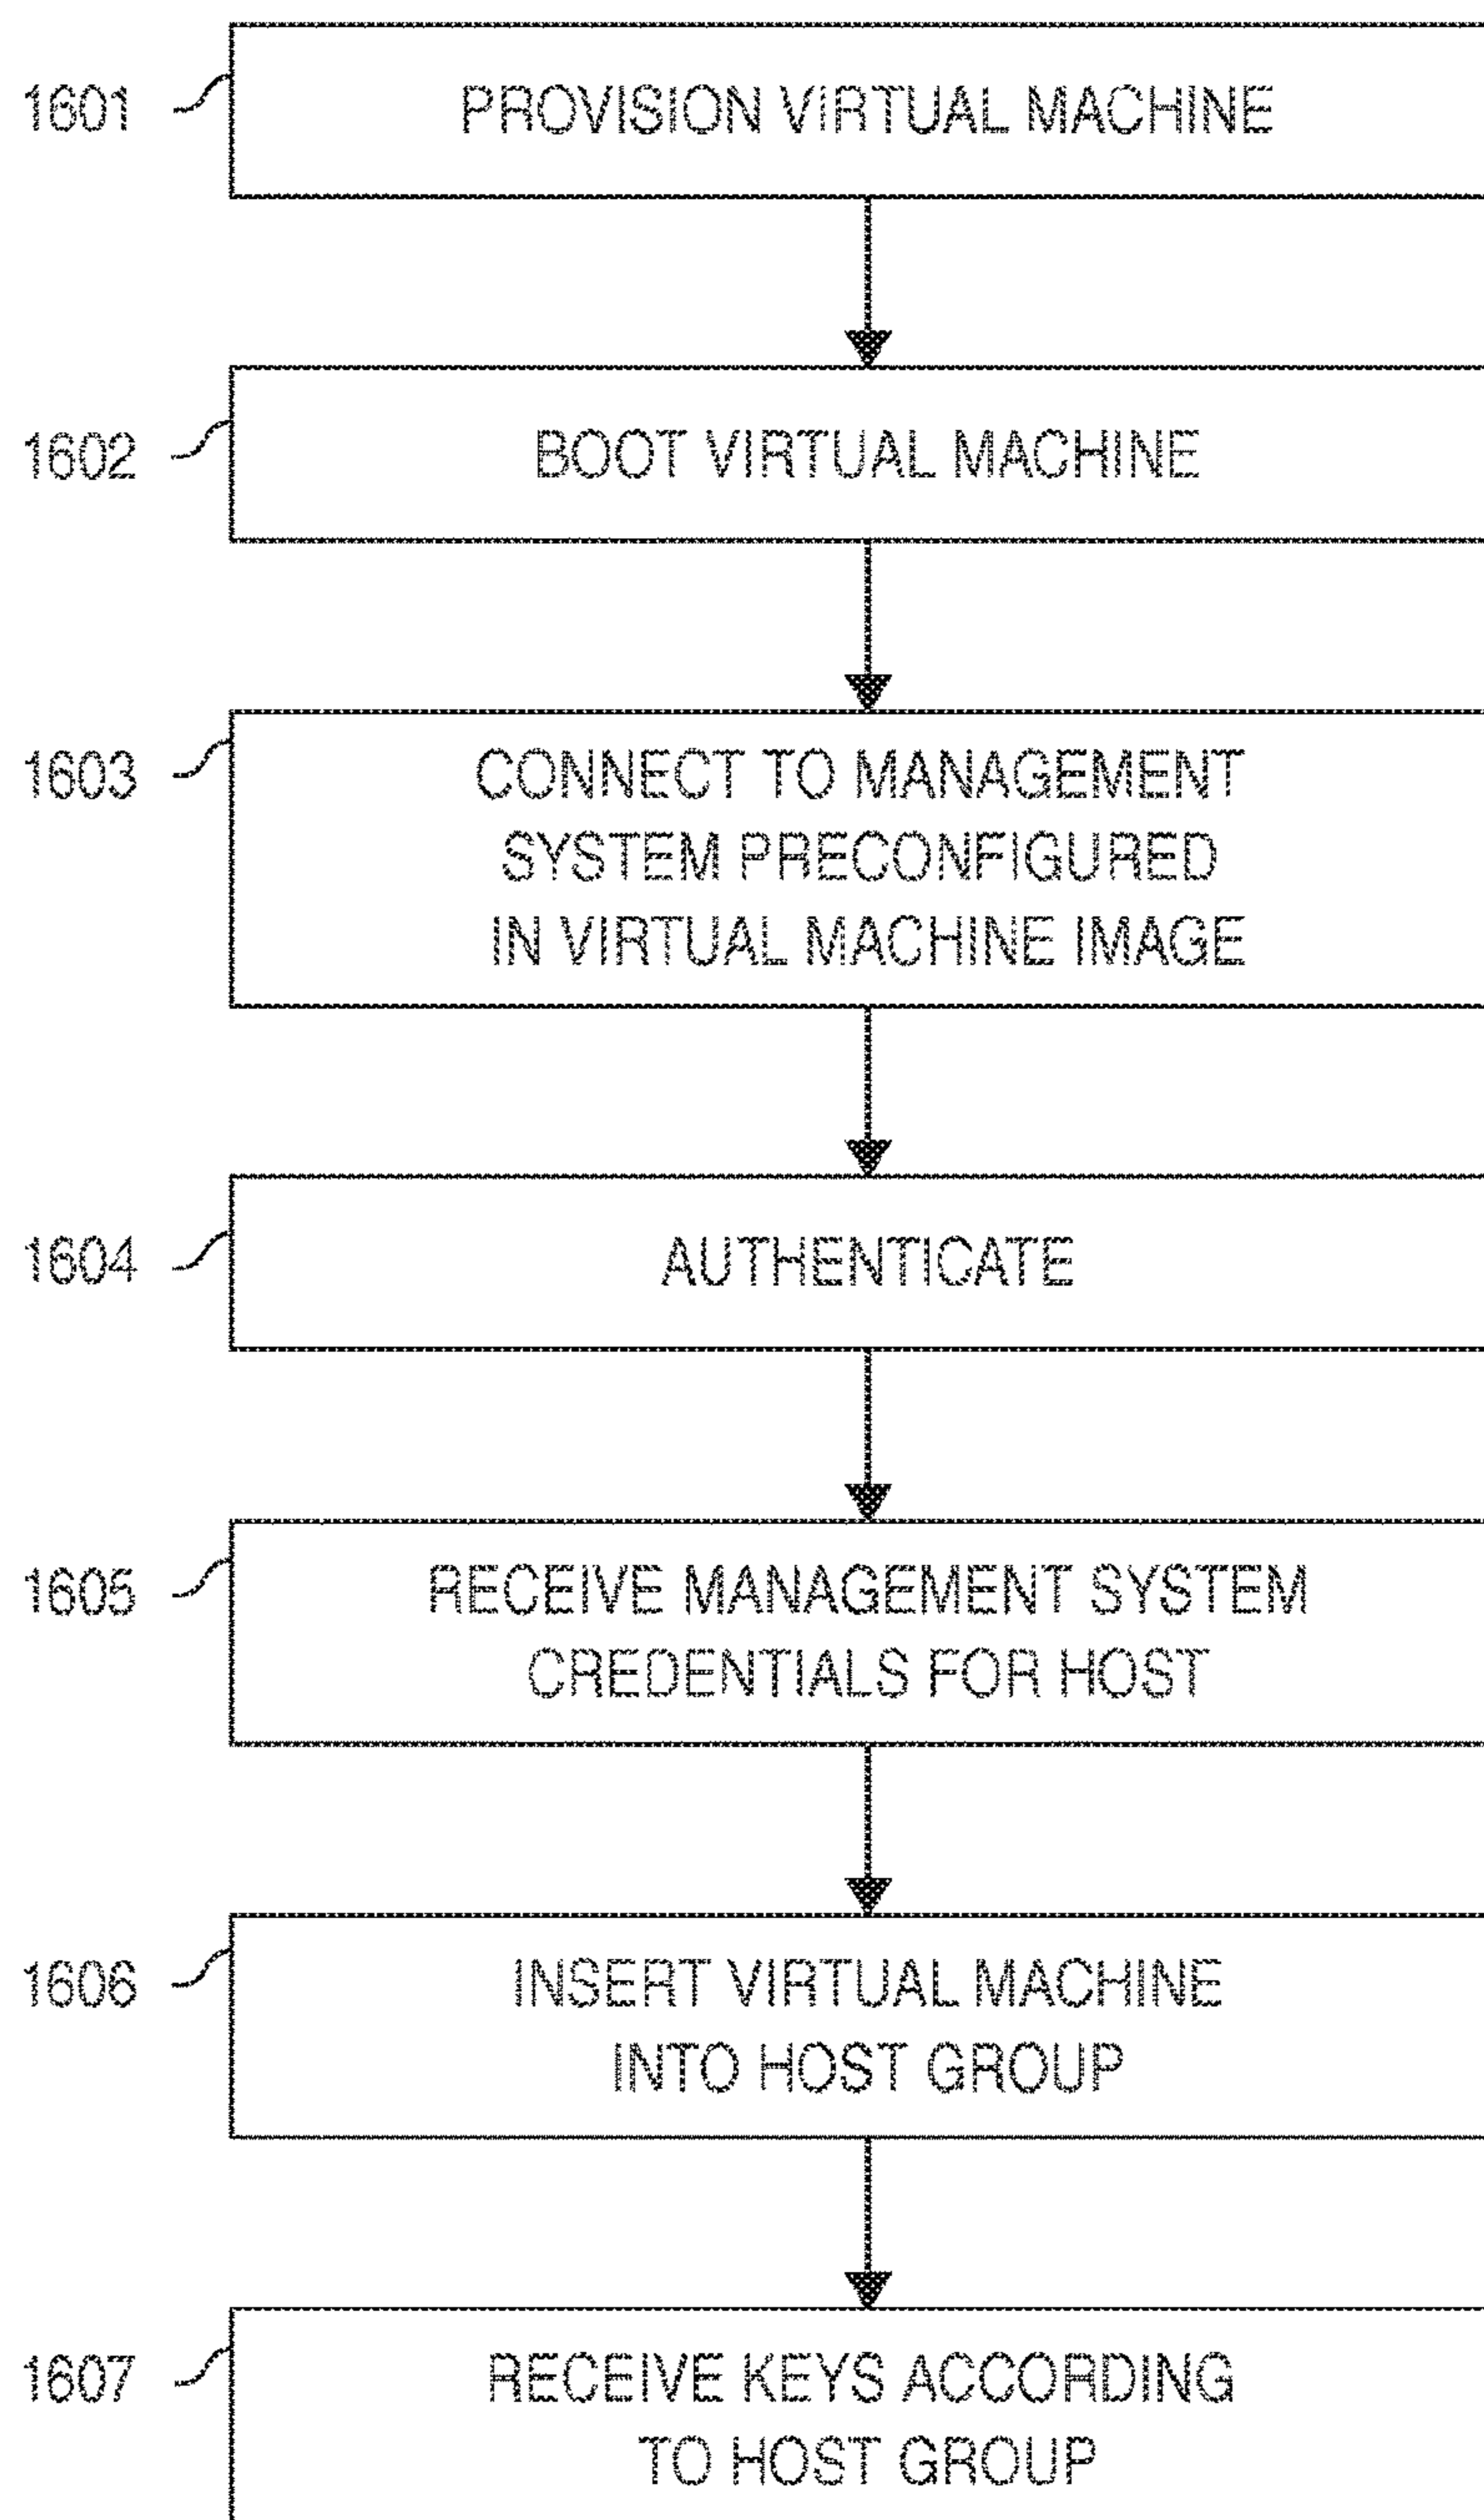 1601
PROVISION VIRTUAL MACHINE
1602
BOOT VIRTUAL MACHINE
1603
CONNECT TO MANAGEMENT
SYSTEM PRECONFIGURED
IN VIRTUAL MACHINE IMAGE
1604
AUTHENTICATE
1605
RECEIVE MANAGEMENT SYSTEM
CREDENTIALS FOR HOST
1606
INSERT VIRTUAL MACHINE
INTO HOST GROUP
1607
RECEIVE KEYS ACCORDING
TO HOST GROUP